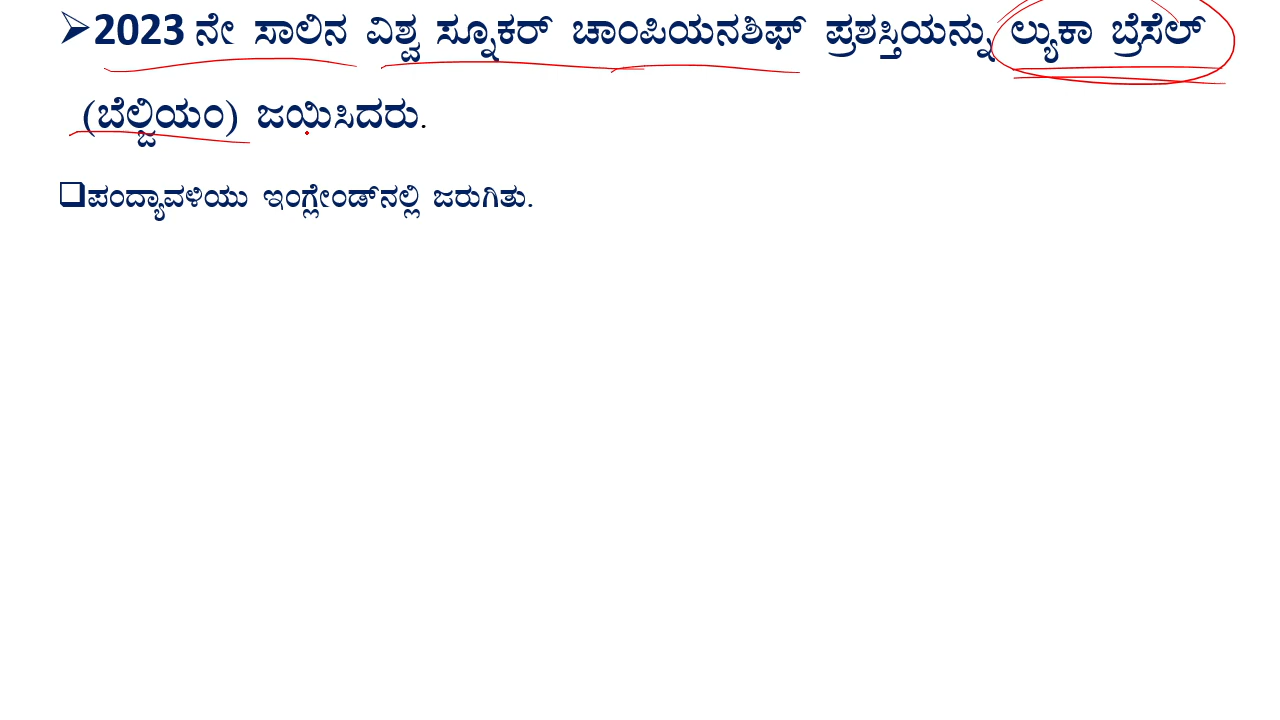 ➢2023 ನೇ ಸಾಲಿನ ವಿಶ್ವ ಸ್ನೂಕರ್ ಚಾಂಪಿಯನಶಿಫ್ ಪ್ರಶಸ್ತಿಯನ್ನು ಲ್ಯುಕಾ ಬ್ರೆಸೆಲ್
(ಬೆಲ್ಜಿಯಂ) ಜಯಿಸಿದರು.
❑ಪಂದ್ಯಾವಳಿಯು ಇಂಗ್ಲೇಂಡ್‌ನಲ್ಲಿ ಜರುಗಿತು.